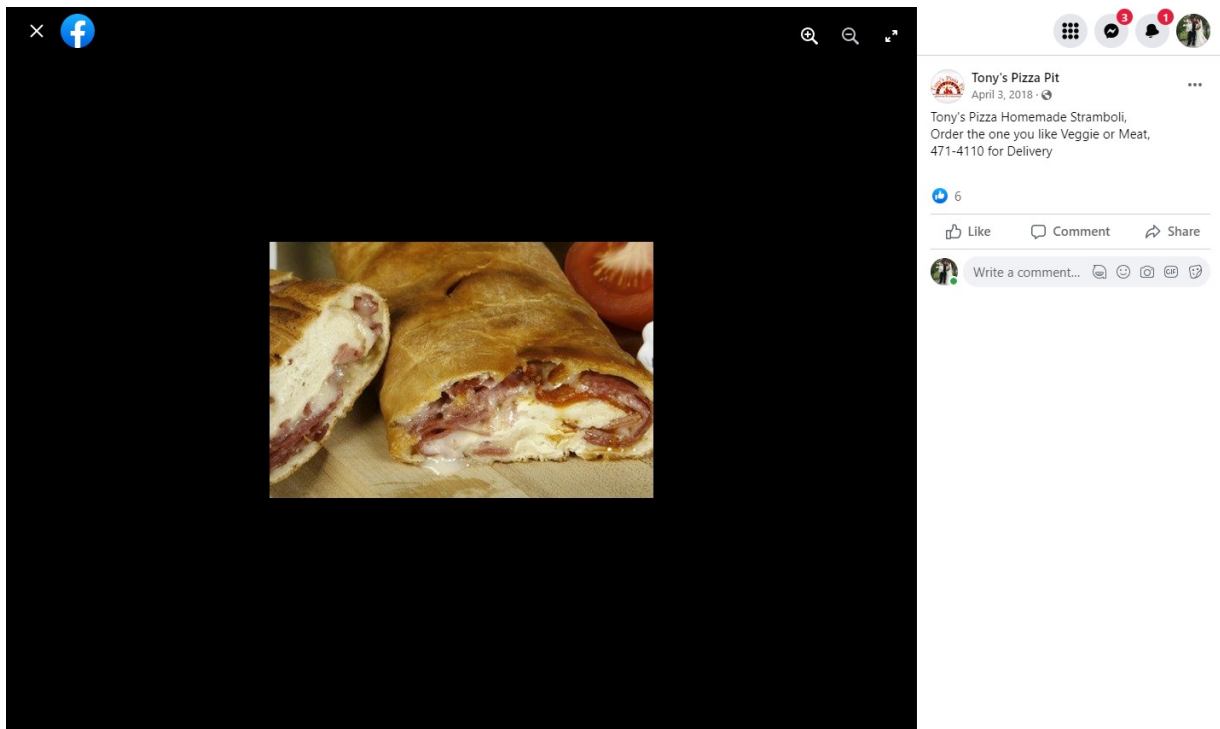 3
1
Tony's Pizza Pit
April 3, 2018 ·
Tony's Pizza Homemade Stramboli,
Order the one you like Veggie or Meat,
471-4110 for Delivery
6
Like Comment Share
Write a comment...
GIF